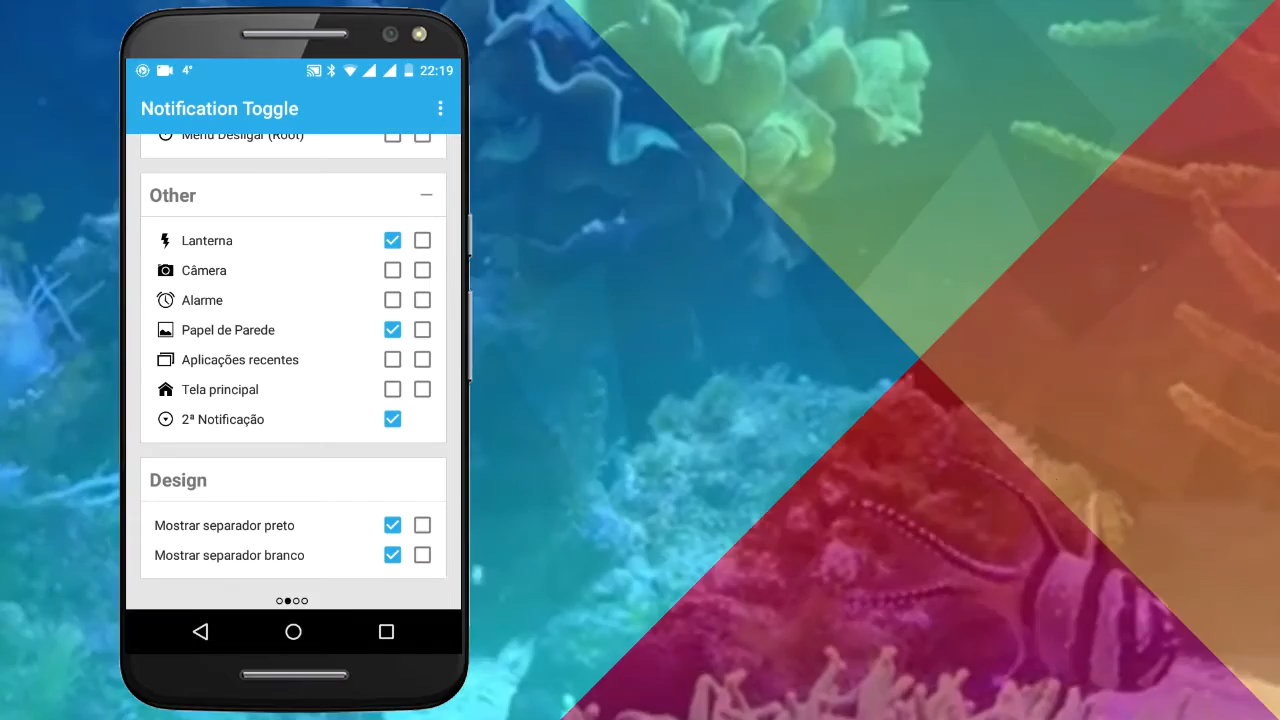 4° 22:19
Notification Toggle
Menu Desligar (Root)
Other
Lanterna
Câmera
Alarme
Papel de Parede
Aplicações recentes
Tela principal
2ª Notificação
Design
Mostrar separador preto
Mostrar separador branco